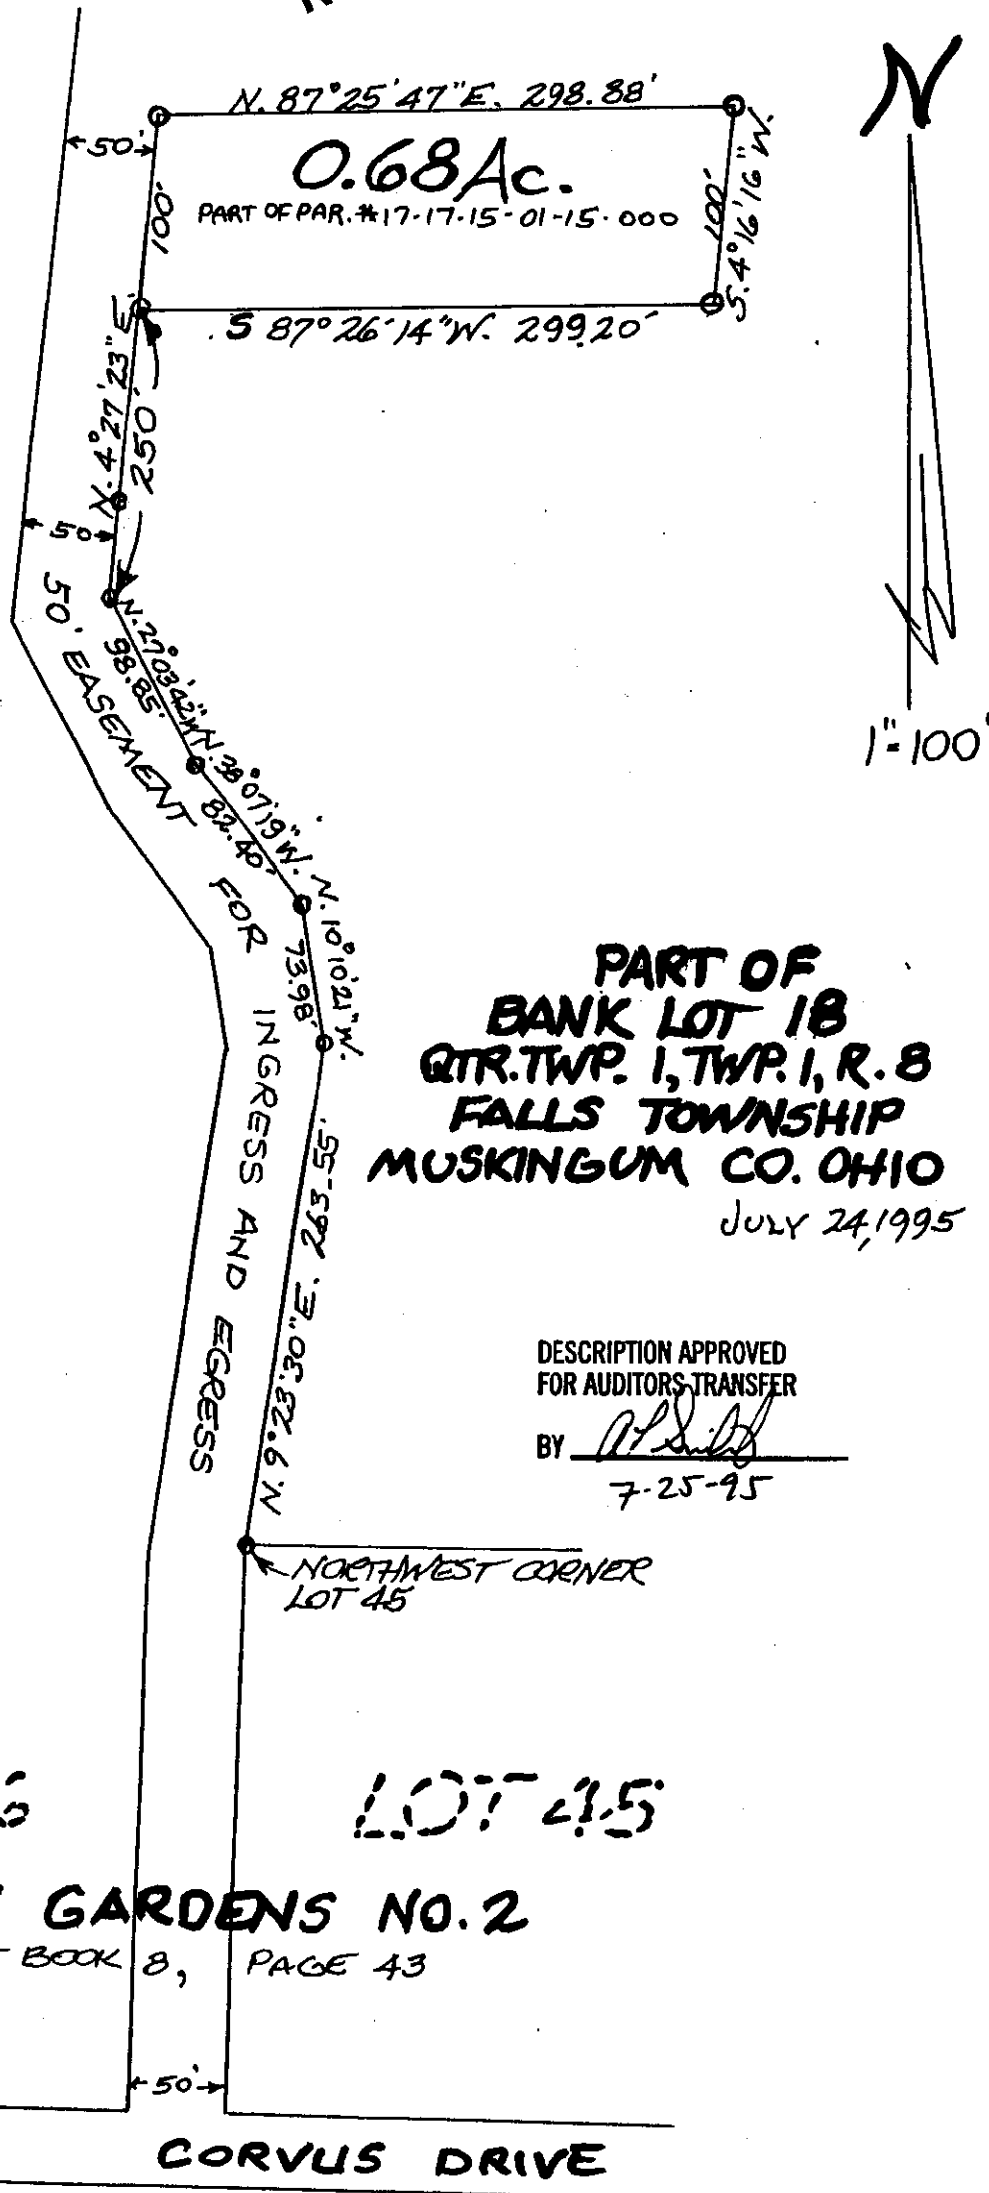 N
N. 87°25'47"E. 298.88'
50'
0.68 Ac.
PART OF PAR. #17-17-15-01-15-000
100'
100'
S. 4°16'16"W.
S 87°26'14"W. 299.20'
N. 4°27'23"E.
250'
50
50' EASEMENT FOR INGRESS AND EGRESS
N. 27°03'42"W.
98.85'
1"=100'
N. 38°07'19"W.
82.40'
N. 10°10'21"W.
73.98'
PART OF
BANK LOT 18
QTR. TWP. 1, TWP. 1, R. 8
FALLS TOWNSHIP
MUSKINGUM CO. OHIO
JULY 24, 1995
N. 9°32'30"E. 263.55'
DESCRIPTION APPROVED
FOR AUDITORS TRANSFER
BY
7-25-95
NORTHWEST CORNER
LOT 45
LOT 45
GARDENS NO. 2
BOOK 8, PAGE 43
50'
CORVUS DRIVE